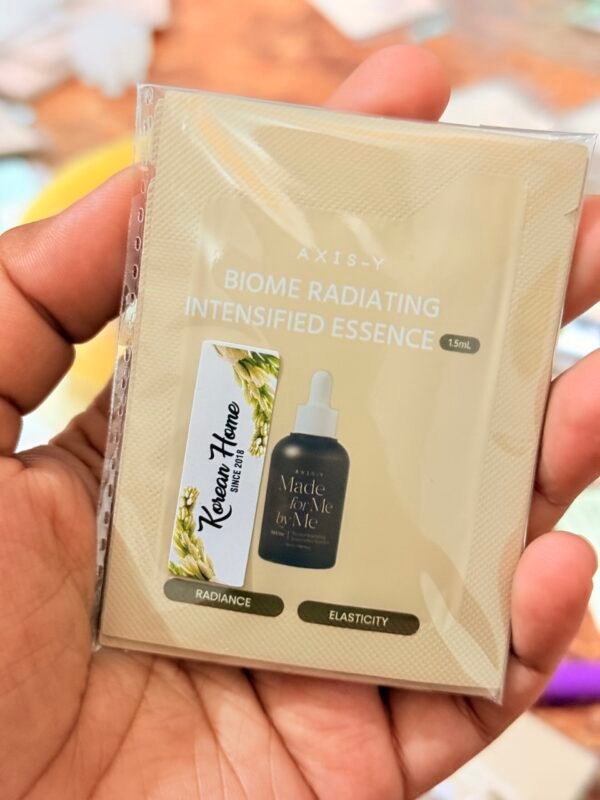 AXIS-Y
BIOME RADIATING
INTENSIFIED ESSENCE
1.5mL
Korean Home
SINCE 2018
AXIS-Y
Made
for Me
by Me
RADIANCE
ELASTICITY